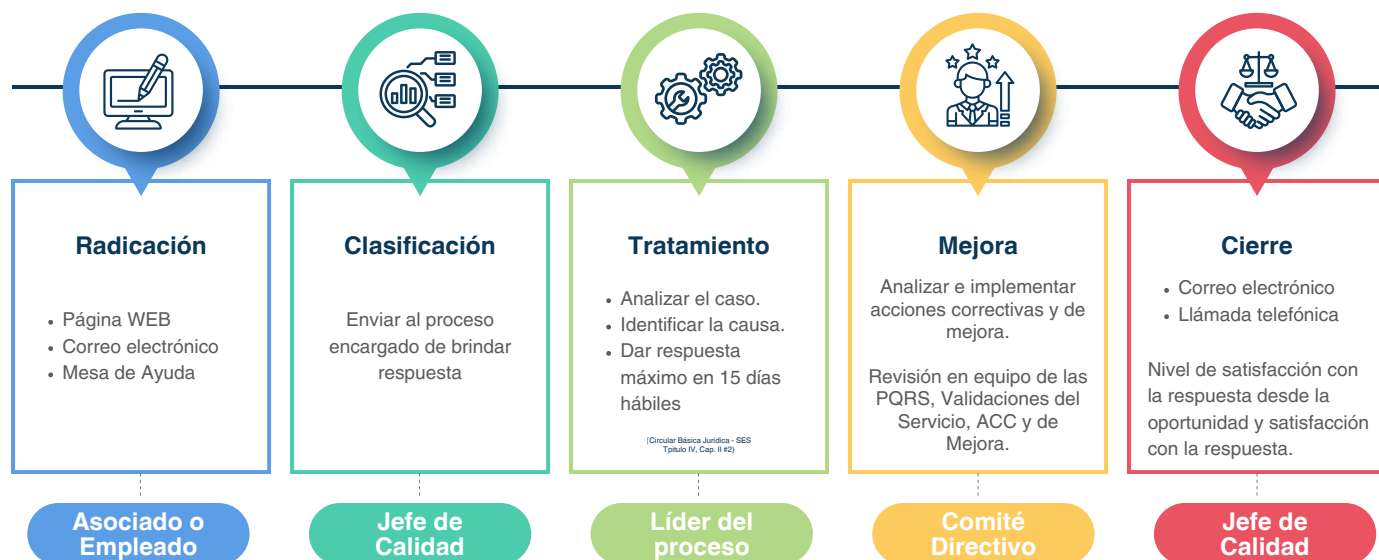 Radicación
• Página WEB
• Correo electrónico
• Mesa de Ayuda
Asociado o
Empleado
Clasificación
Enviar al proceso
encargado de brindar
respuesta
Jefe de
Calidad
Tratamiento
• Analizar el caso.
• Identificar la causa.
• Dar respuesta
máximo en 15 días
hábiles
(Circular Básica Jurídica - SES
Tpitulo IV, Cap. II #2)
Líder del
proceso
Mejora
Analizar e implementar
acciones correctivas y de
mejora.
Revisión en equipo de las
PQRS, Validaciones del
Servicio, ACC y de
Mejora.
Comité
Directivo
Cierre
• Correo electrónico
• Llámada telefónica
Nivel de satisfacción con
la respuesta desde la
oportunidad y satisfacción
con la respuesta.
Jefe de
Calidad